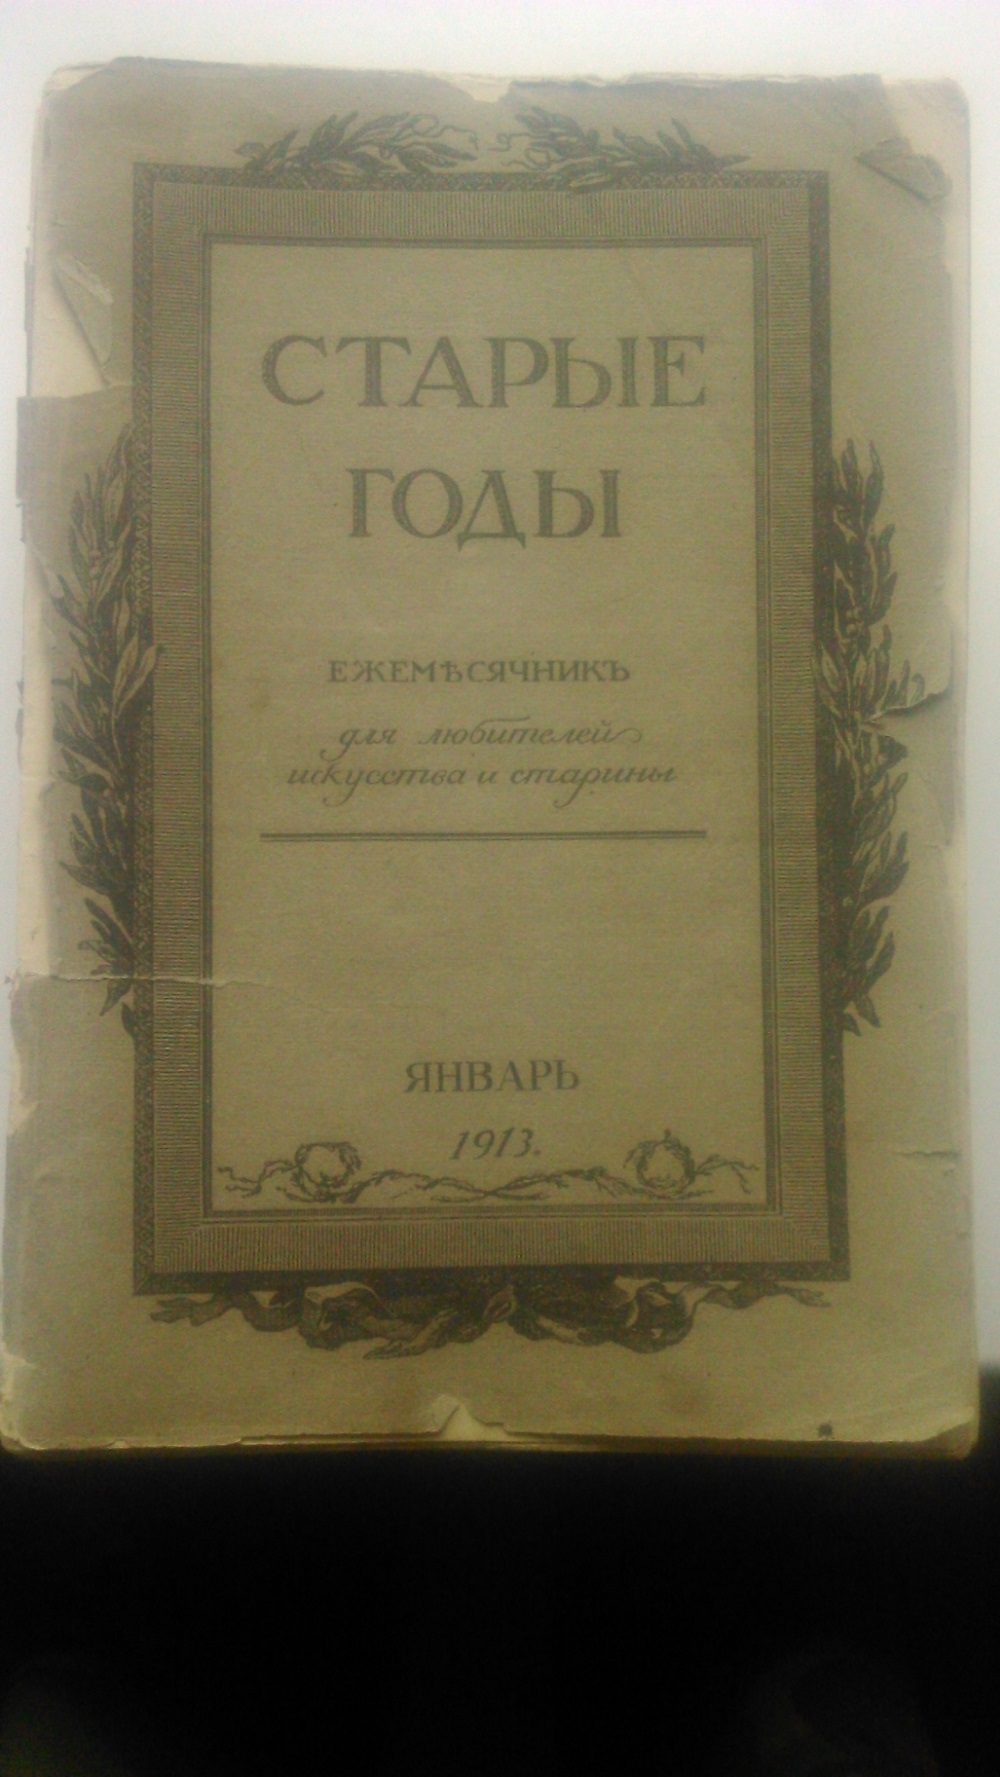 СТАРЫЕ
ГОДЫ
ЕЖЕМѢСЯЧНИКЪ
для любителей
искусства и старины
ЯНВАРЬ
1913.